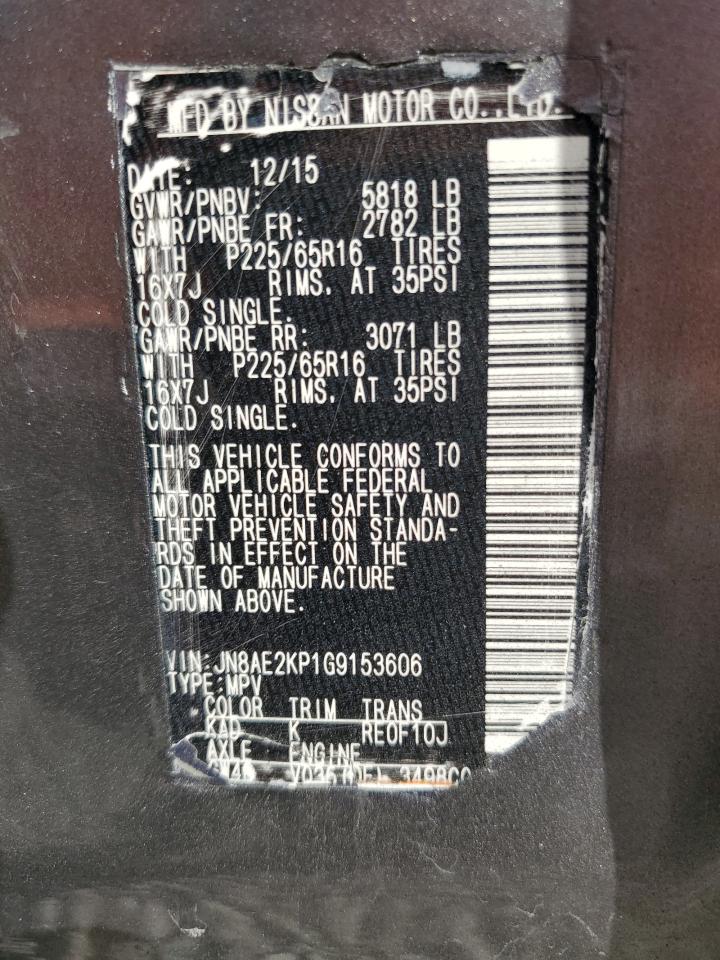 MFD BY NISSAN MOTOR CO.,LTD.
DATE: 12/15
GVWR/PNBV: 5818 LB
GAWR/PNBE FR: 2782 LB
WITH P225/65R16 TIRES
16X7J RIMS, AT 35PSI
COLD SINGLE.
GAWR/PNBE RR: 3071 LB
WITH P225/65R16 TIRES
16X7J RIMS, AT 35PSI
COLD SINGLE.
THIS VEHICLE CONFORMS TO
ALL APPLICABLE FEDERAL
MOTOR VEHICLE SAFETY AND
THEFT PREVENTION STANDA-
RDS IN EFFECT ON THE
DATE OF MANUFACTURE
SHOWN ABOVE.
VIN:JN8AE2KP1G9153606
TYPE:MPV
COLOR TRIM TRANS
KAD K RE0F10J
AXLE ENGINE
3498CC